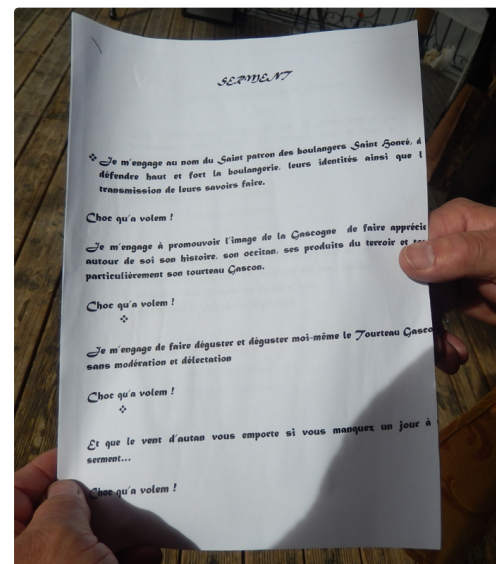 SERMENT
Je m'engage au nom du Saint patron des boulangers Saint Honré, d
défendre haut et fort la boulangerie, leurs identités ainsi que l
transmission de leurs savoirs faire.
Choc qu'a volem !
Je m'engage à promouvoir l'image de la Gascogne de faire apprécie
autour de soi son histoire, son occitan, ses produits du terroir et
particulièrement son tourteau Gascon.
Choc qu'a volem !
Je m'engage de faire déguster et déguster moi-même le Tourteau Gasco
sans modération et délectation
Choc qu'a volem !
Et que le vent d'autan vous emporte si vous manquez un jour à
serment...
Choc qu'a volem !